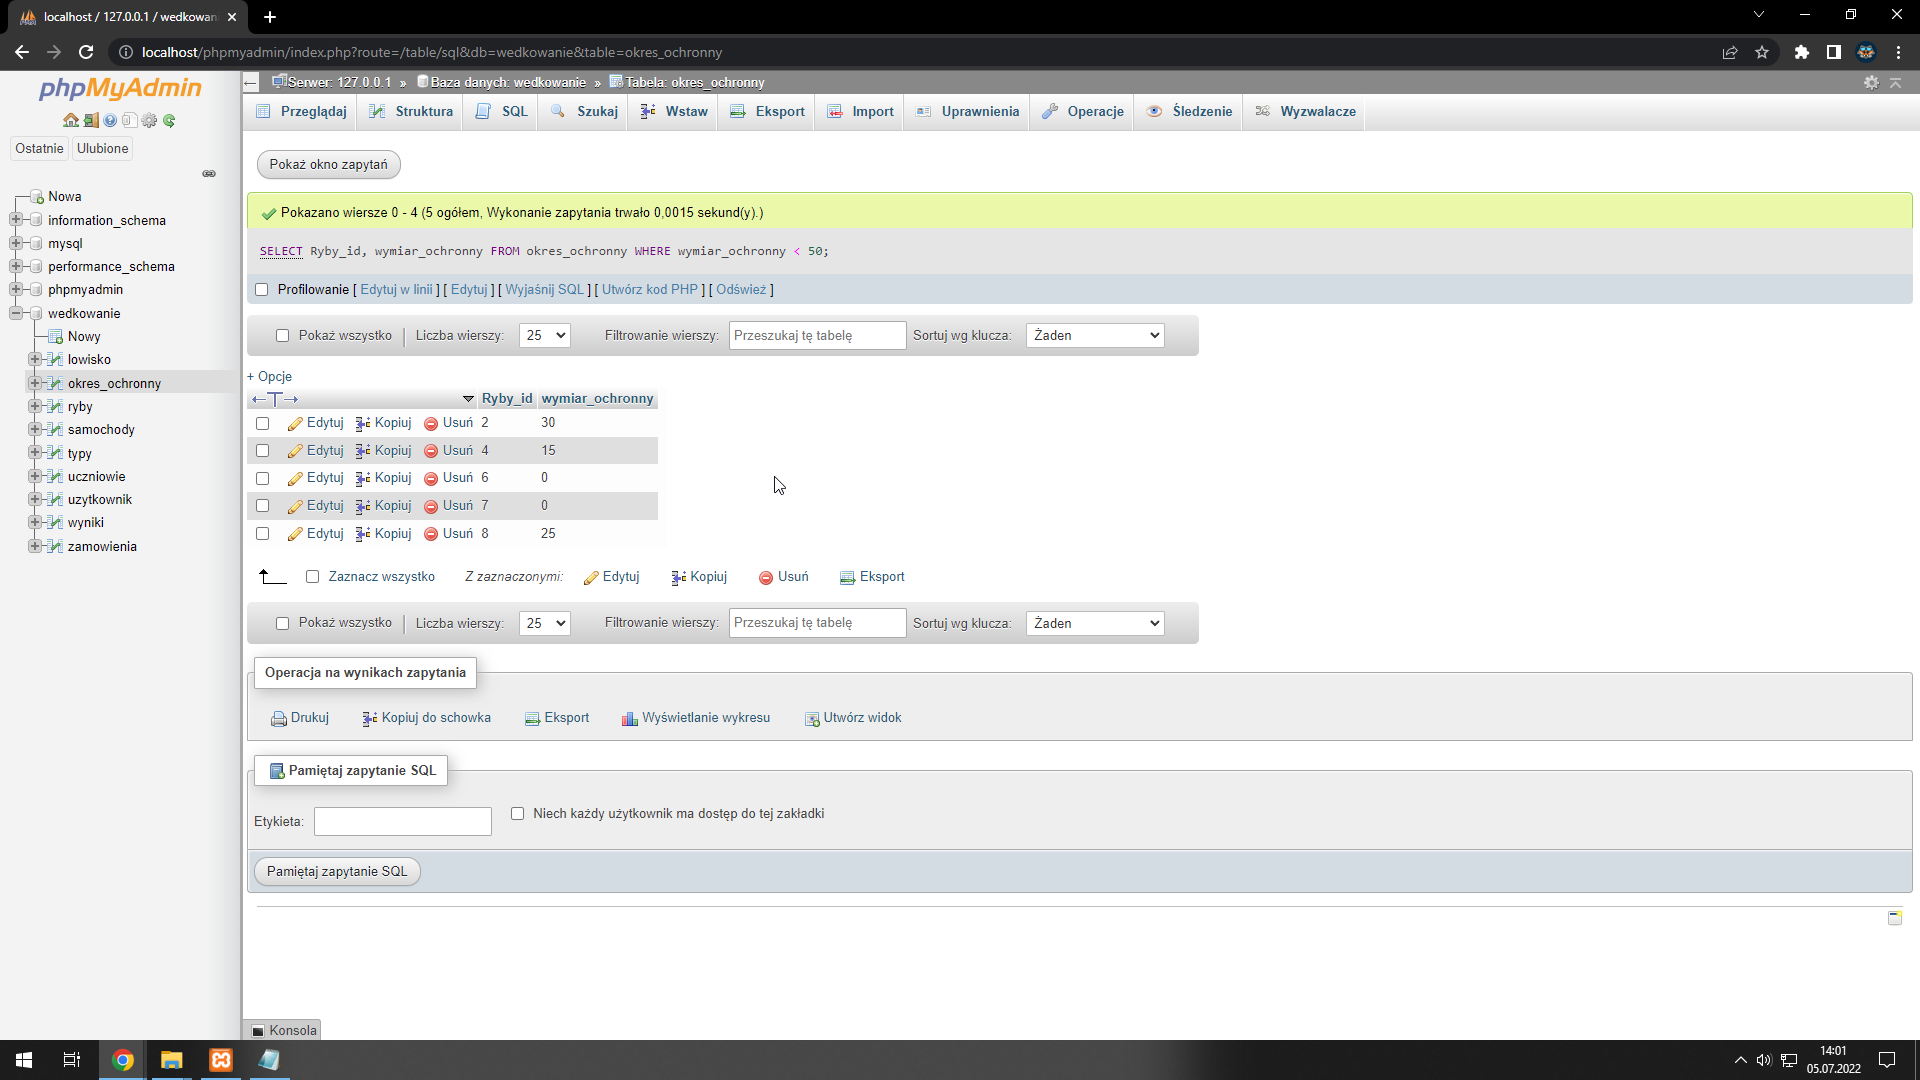 localhost / 127.0.0.1 / wedkowan
localhost/phpmyadmin/index.php?route=/table/sql&db=wedkowanie&table=okres_ochronny
phpMyAdmin
Ostatnie Ulubione
Nowa
information_schema
mysql
performance_schema
phpmyadmin
wedkowanie
Nowy
lowisko
okres_ochronny
ryby
samochody
typy
uczniowie
uzytkownik
wyniki
zamowienia
Serwer: 127.0.0.1 » Baza danych: wedkowanie » Tabela: okres_ochronny
Przeglądaj Struktura SQL Szukaj Wstaw Eksport Import Uprawnienia Operacje Śledzenie Wyzwalacze
Pokaż okno zapytań
Pokazano wiersze 0 - 4 (5 ogółem, Wykonanie zapytania trwało 0,0015 sekund(y).)
SELECT Ryby_id, wymiar_ochronny FROM okres_ochronny WHERE wymiar_ochronny < 50;
Profilowanie [ Edytuj w linii ] [ Edytuj ] [ Wyjaśnij SQL ] [ Utwórz kod PHP ] [ Odśwież ]
Pokaż wszystko Liczba wierszy: 25 Filtrowanie wierszy: Przeszukaj tę tabelę Sortuj wg klucza: Żaden
+ Opcje
←T→ Ryby_id wymiar_ochronny
Edytuj Kopiuj Usuń 2 30
Edytuj Kopiuj Usuń 4 15
Edytuj Kopiuj Usuń 6 0
Edytuj Kopiuj Usuń 7 0
Edytuj Kopiuj Usuń 8 25
Zaznacz wszystko Z zaznaczonymi: Edytuj Kopiuj Usuń Eksport
Pokaż wszystko Liczba wierszy: 25 Filtrowanie wierszy: Przeszukaj tę tabelę Sortuj wg klucza: Żaden
Operacja na wynikach zapytania
Drukuj Kopiuj do schowka Eksport Wyświetlanie wykresu Utwórz widok
Pamiętaj zapytanie SQL
Etykieta: Niech każdy użytkownik ma dostęp do tej zakładki
Pamiętaj zapytanie SQL
Konsola
14:01
05.07.2022